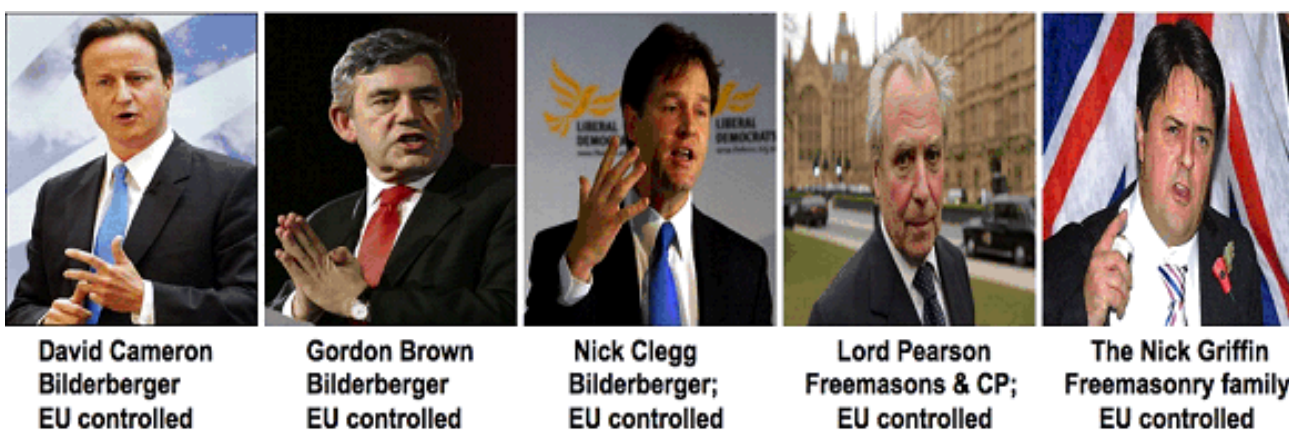 LIBERAL
DEMOCRATS
David Cameron
Bilderberger
EU controlled
Gordon Brown
Bilderberger
EU controlled
Nick Clegg
Bilderberger;
EU controlled
Lord Pearson
Freemasons & CP;
EU controlled
The Nick Griffin
Freemasonry family
EU controlled